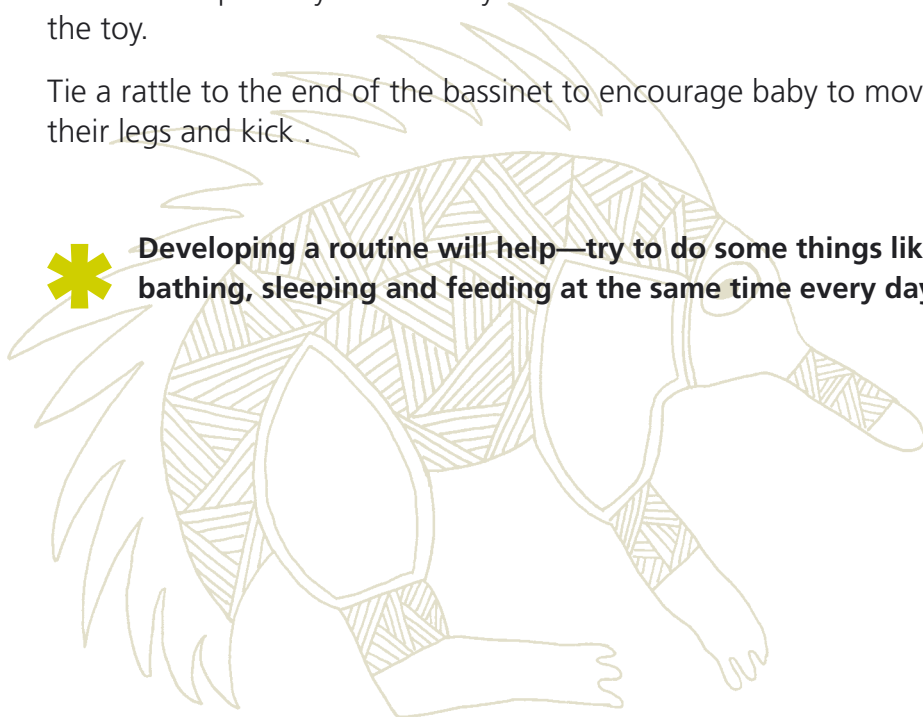 the toy.
Tie a rattle to the end of the bassinet to encourage baby to mov
their legs and kick .
Developing a routine will help—try to do some things lik
bathing, sleeping and feeding at the same time every day